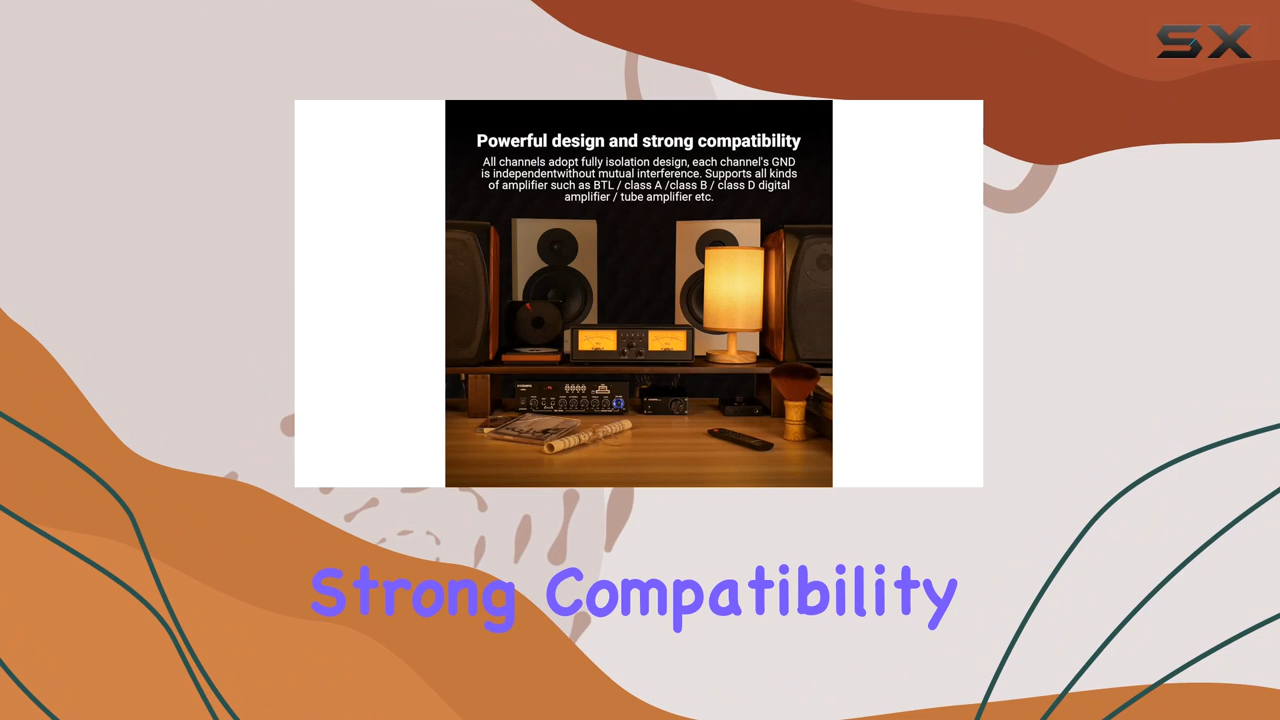 SX
Powerful design and strong compatibility
All channels adopt fully isolation design, each channel's GND
is independentwithout mutual interference. Supports all kinds
of amplifier such as BTL / class A /class B / class D digital
amplifier / tube amplifier etc.
Strong Compatibility